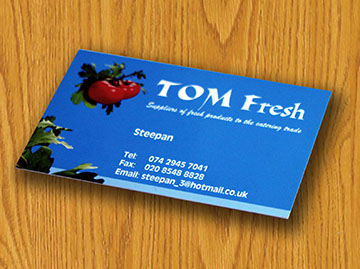 TOM Fresh
Suppliers of fresh products to the catering trade
Steepan
Tel: 074 2945 7041
Fax: 020 8548 8828
Email: steepan_3@hotmail.co.uk